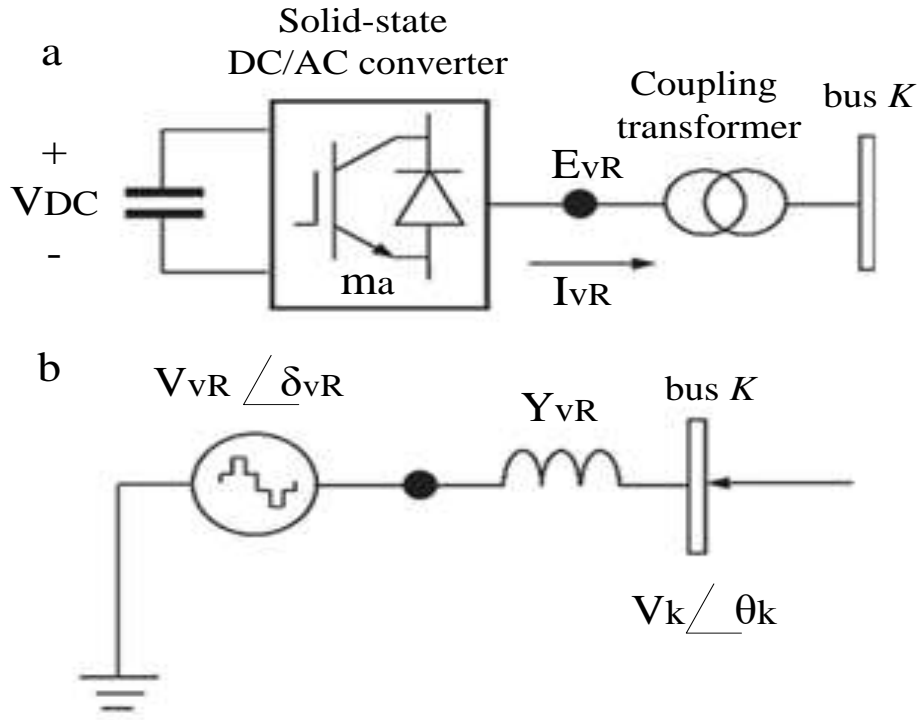 a
Solid-state
DC/AC converter
Coupling
transformer
bus K
+
VDC
-
ma
EvR
IvR
b
VvR ∠δvR
YvR
bus K
Vk∠θk